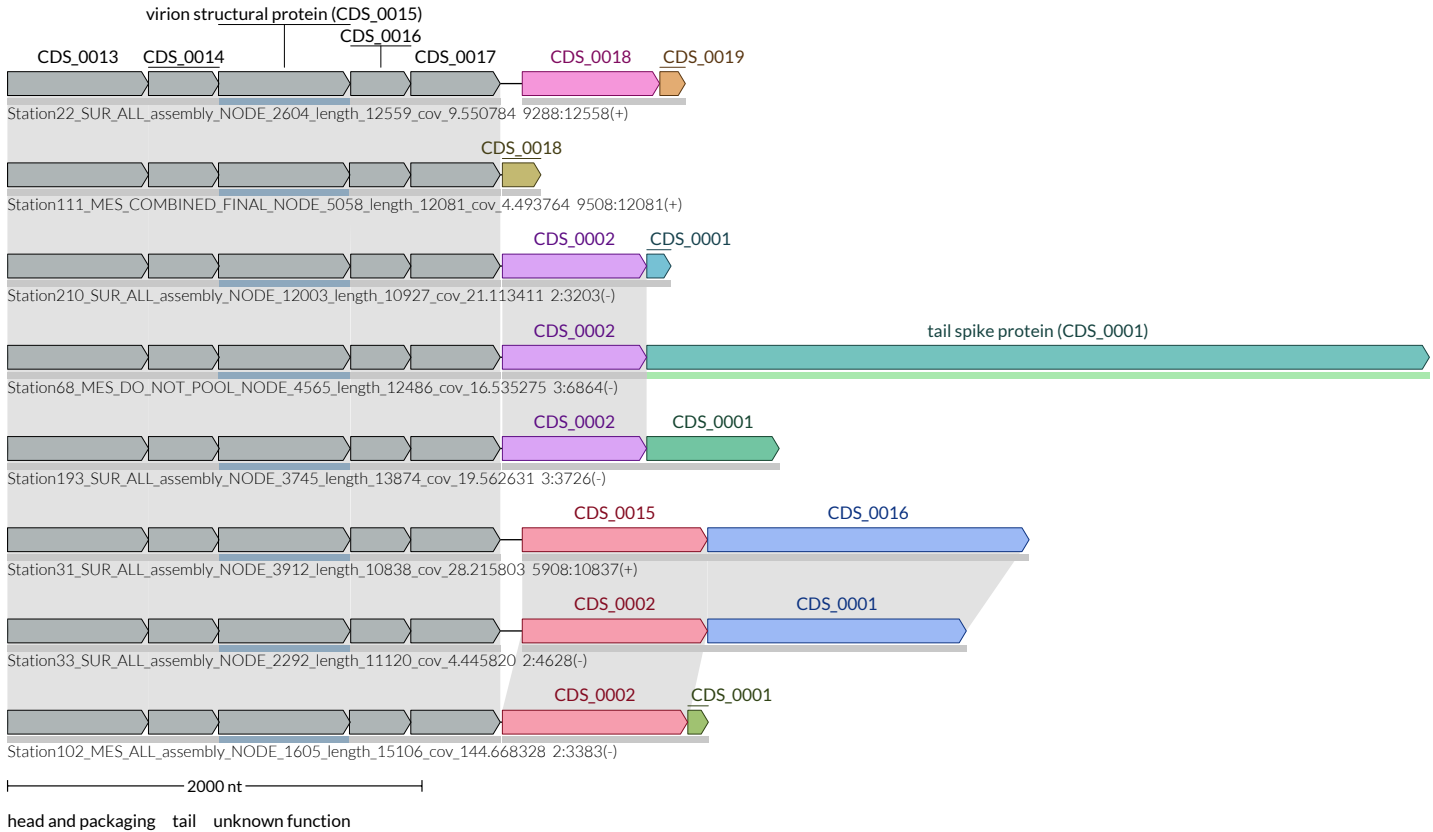 virion structural protein (CDS_0015)
CDS_0016
CDS_0013 CDS_0014 CDS_0017 CDS_0018 CDS_0019
Station22_SUR_ALL_assembly_NODE_2604_length_12559_cov_9.550784 9288:12558(+)
CDS_0018
Station111_MES_COMBINED_FINAL_NODE_5058_length_12081_cov_4.493764 9508:12081(+)
CDS_0002 CDS_0001
Station210_SUR_ALL_assembly_NODE_12003_length_10927_cov_21.113411 2:3203(-)
CDS_0002 tail spike protein (CDS_0001)
Station68_MES_DO_NOT_POOL_NODE_4565_length_12486_cov_16.535275 3:6864(-)
CDS_0002 CDS_0001
Station193_SUR_ALL_assembly_NODE_3745_length_13874_cov_19.562631 3:3726(-)
CDS_0015 CDS_0016
Station31_SUR_ALL_assembly_NODE_3912_length_10838_cov_28.215803 5908:10837(+)
CDS_0002 CDS_0001
Station33_SUR_ALL_assembly_NODE_2292_length_11120_cov_4.445820 2:4628(-)
CDS_0002 CDS_0001
Station102_MES_ALL_assembly_NODE_1605_length_15106_cov_144.668328 2:3383(-)
2000 nt
head and packaging tail unknown function